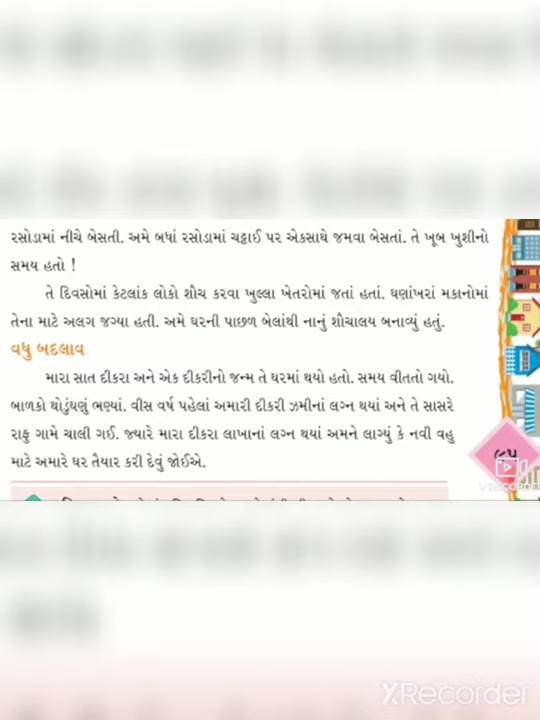 રસોડામાં નીચે બેસતી. અમે બધાં રસોડામાં ચટ્ટાઈ પર એકસાથે જમવા બેસતાં. તે ખૂબ ખુશીનો
સમય હતો !
તે દિવસોમાં કેટલાંક લોકો શૌચ કરવા ખુલ્લા ખેતરોમાં જતાં હતાં. ઘણાંખરાં મકાનોમાં
તેના માટે અલગ જગ્યા હતી. અમે ઘરની પાછળ બેલાંથી નાનું શૌચાલય બનાવ્યું હતું.
વધુ બદલાવ
મારા સાત દીકરા અને એક દીકરીનો જન્મ તે ઘરમાં થયો હતો. સમય વીતતો ગયો.
બાળકો થોડુંઘણું ભણ્યાં. વીસ વર્ષ પહેલાં અમારી દીકરી ઝમીનાં લગ્ન થયાં અને તે સાસરે
રાફુ ગામે ચાલી ગઈ. જ્યારે મારા દીકરા લાખાનાં લગ્ન થયાં અમને લાગ્યું કે નવી વહુ
માટે અમારે ઘર તૈયાર કરી દેવું જોઈએ.
XRecorder